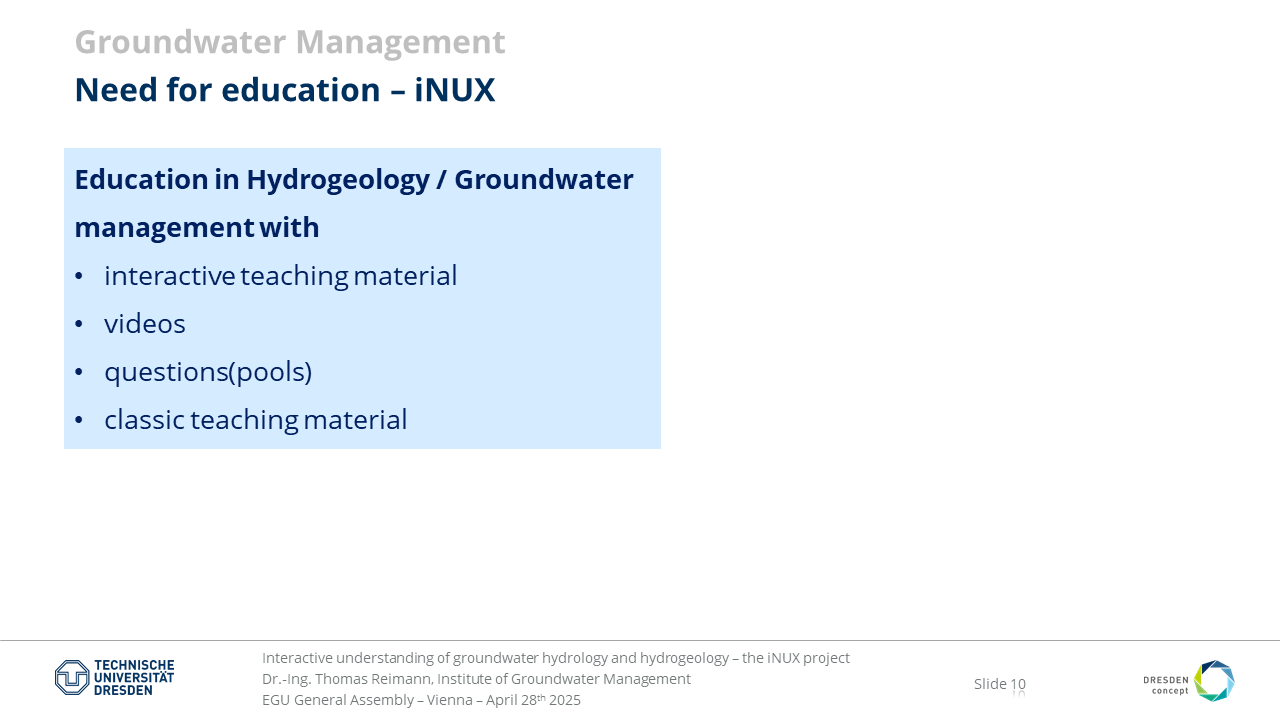 Groundwater Management
Need for education – iNUX
Education in Hydrogeology / Groundwater
management with
• interactive teaching material
• videos
• questions(pools)
• classic teaching material
TECHNISCHE
UNIVERSITÄT
DRESDEN
Interactive understanding of groundwater hydrology and hydrogeology – the iNUX project
Dr.-Ing. Thomas Reimann, Institute of Groundwater Management
EGU General Assembly – Vienna – April 28th 2025
Slide 10
DRESDEN
concept